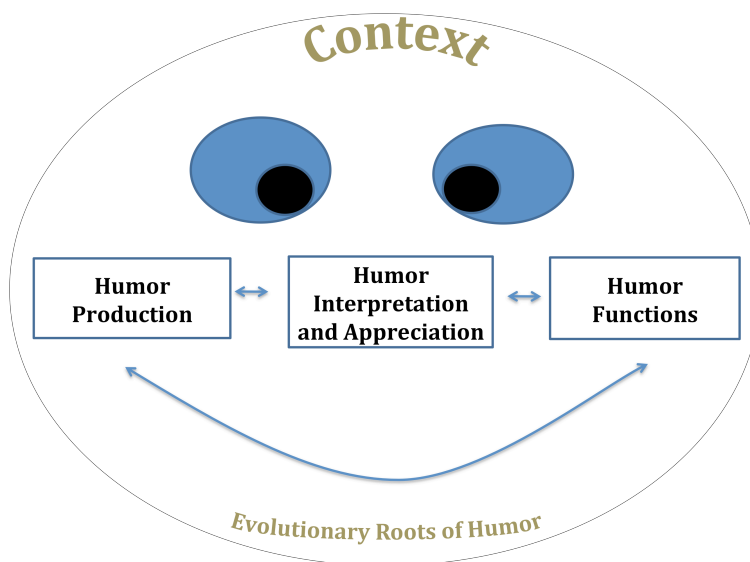 Context
Humor
Production
Humor
Interpretation
and Appreciation
Humor
Functions
Evolutionary Roots of Humor